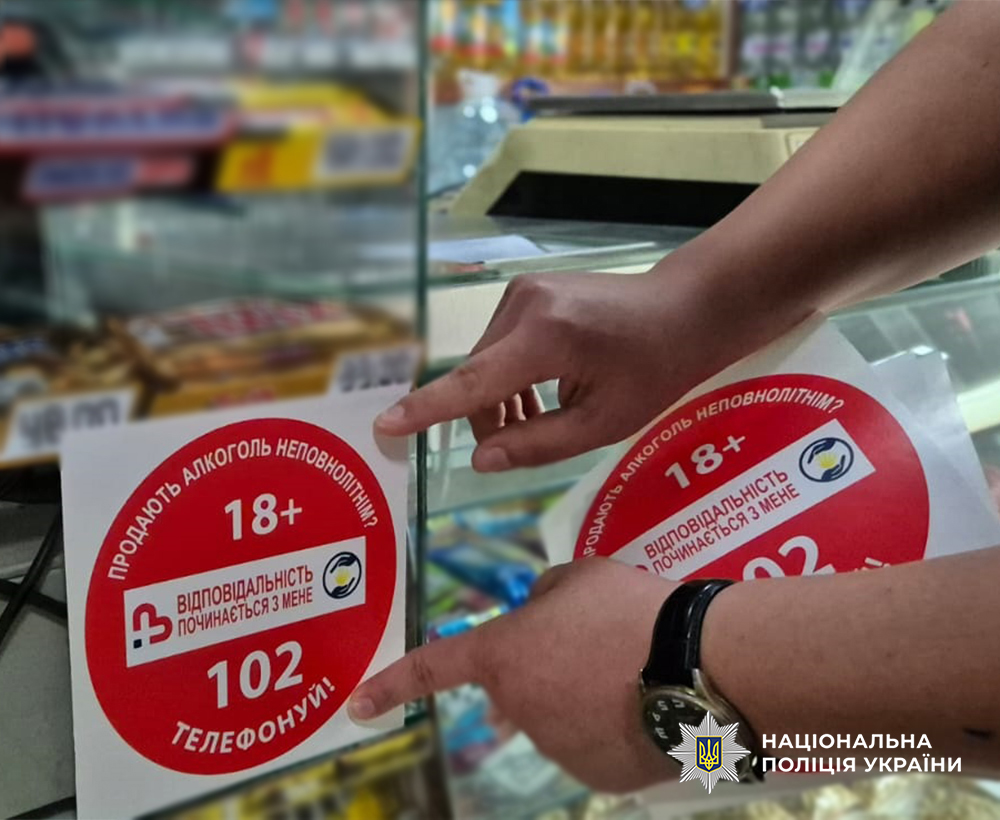 ПРОДАЮТЬ АЛКОГОЛЬ НЕПОВНОЛІТНІМ?
18+
ВІДПОВІДАЛЬНІСТЬ
ПОЧИНАЄТЬСЯ З МЕНЕ
102
ТЕЛЕФОНУЙ!
ПРОДАЮТЬ АЛКОГОЛЬ НЕПОВНОЛІТНІМ?
18+
ВІДПОВІДАЛЬНІСТЬ
ПОЧИНАЄТЬСЯ З МЕНЕ
102
НАЦІОНАЛЬНА
ПОЛІЦІЯ УКРАЇНИ